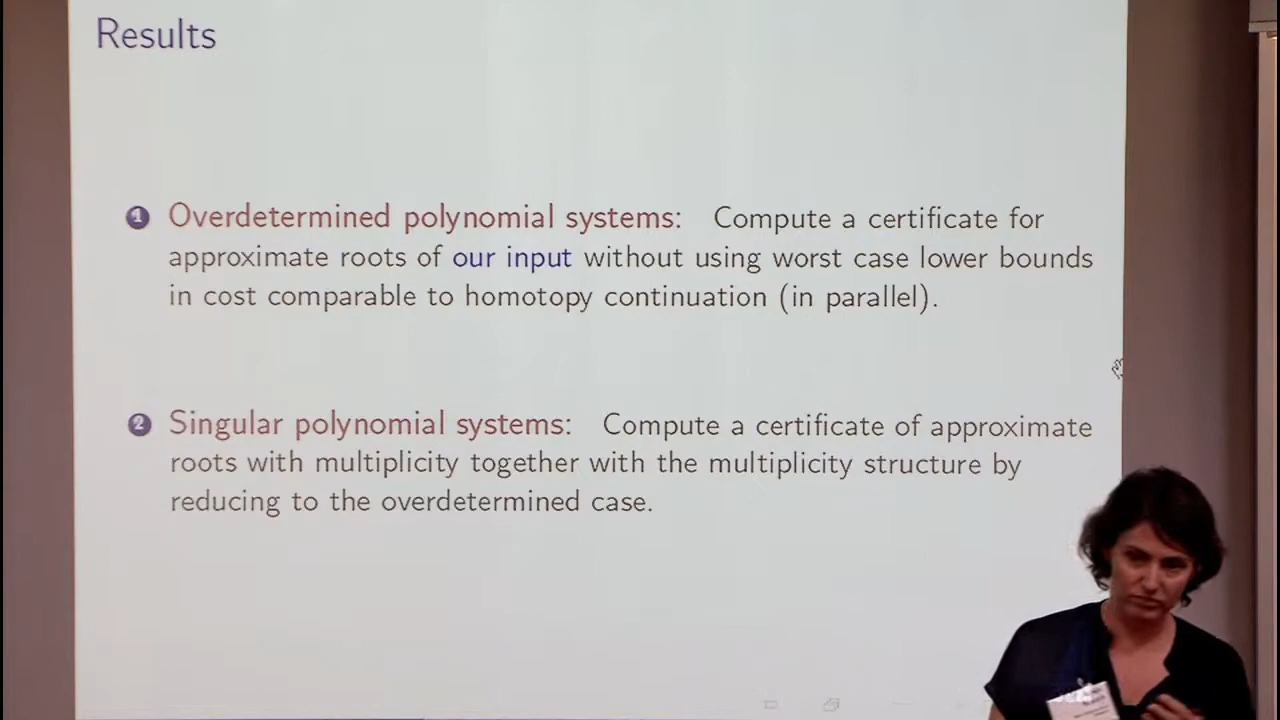 Results
1 Overdetermined polynomial systems: Compute a certificate for
approximate roots of our input without using worst case lower bounds
in cost comparable to homotopy continuation (in parallel).
2 Singular polynomial systems: Compute a certificate of approximate
roots with multiplicity together with the multiplicity structure by
reducing to the overdetermined case.